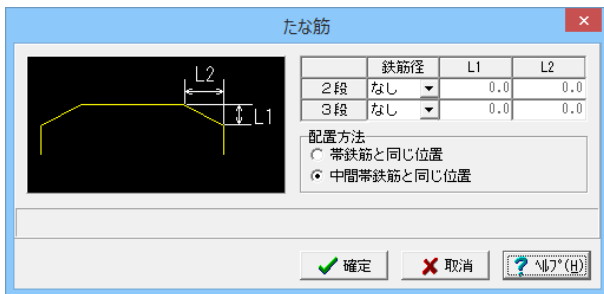 たな筋
×
L2
L1
鉄筋径 L1 L2
2段 なし 0.0 0.0
3段 なし 0.0 0.0
配置方法
帯鉄筋と同じ位置
中間帯鉄筋と同じ位置
確定 取消 ? ﾍﾙﾌﾟ(H)